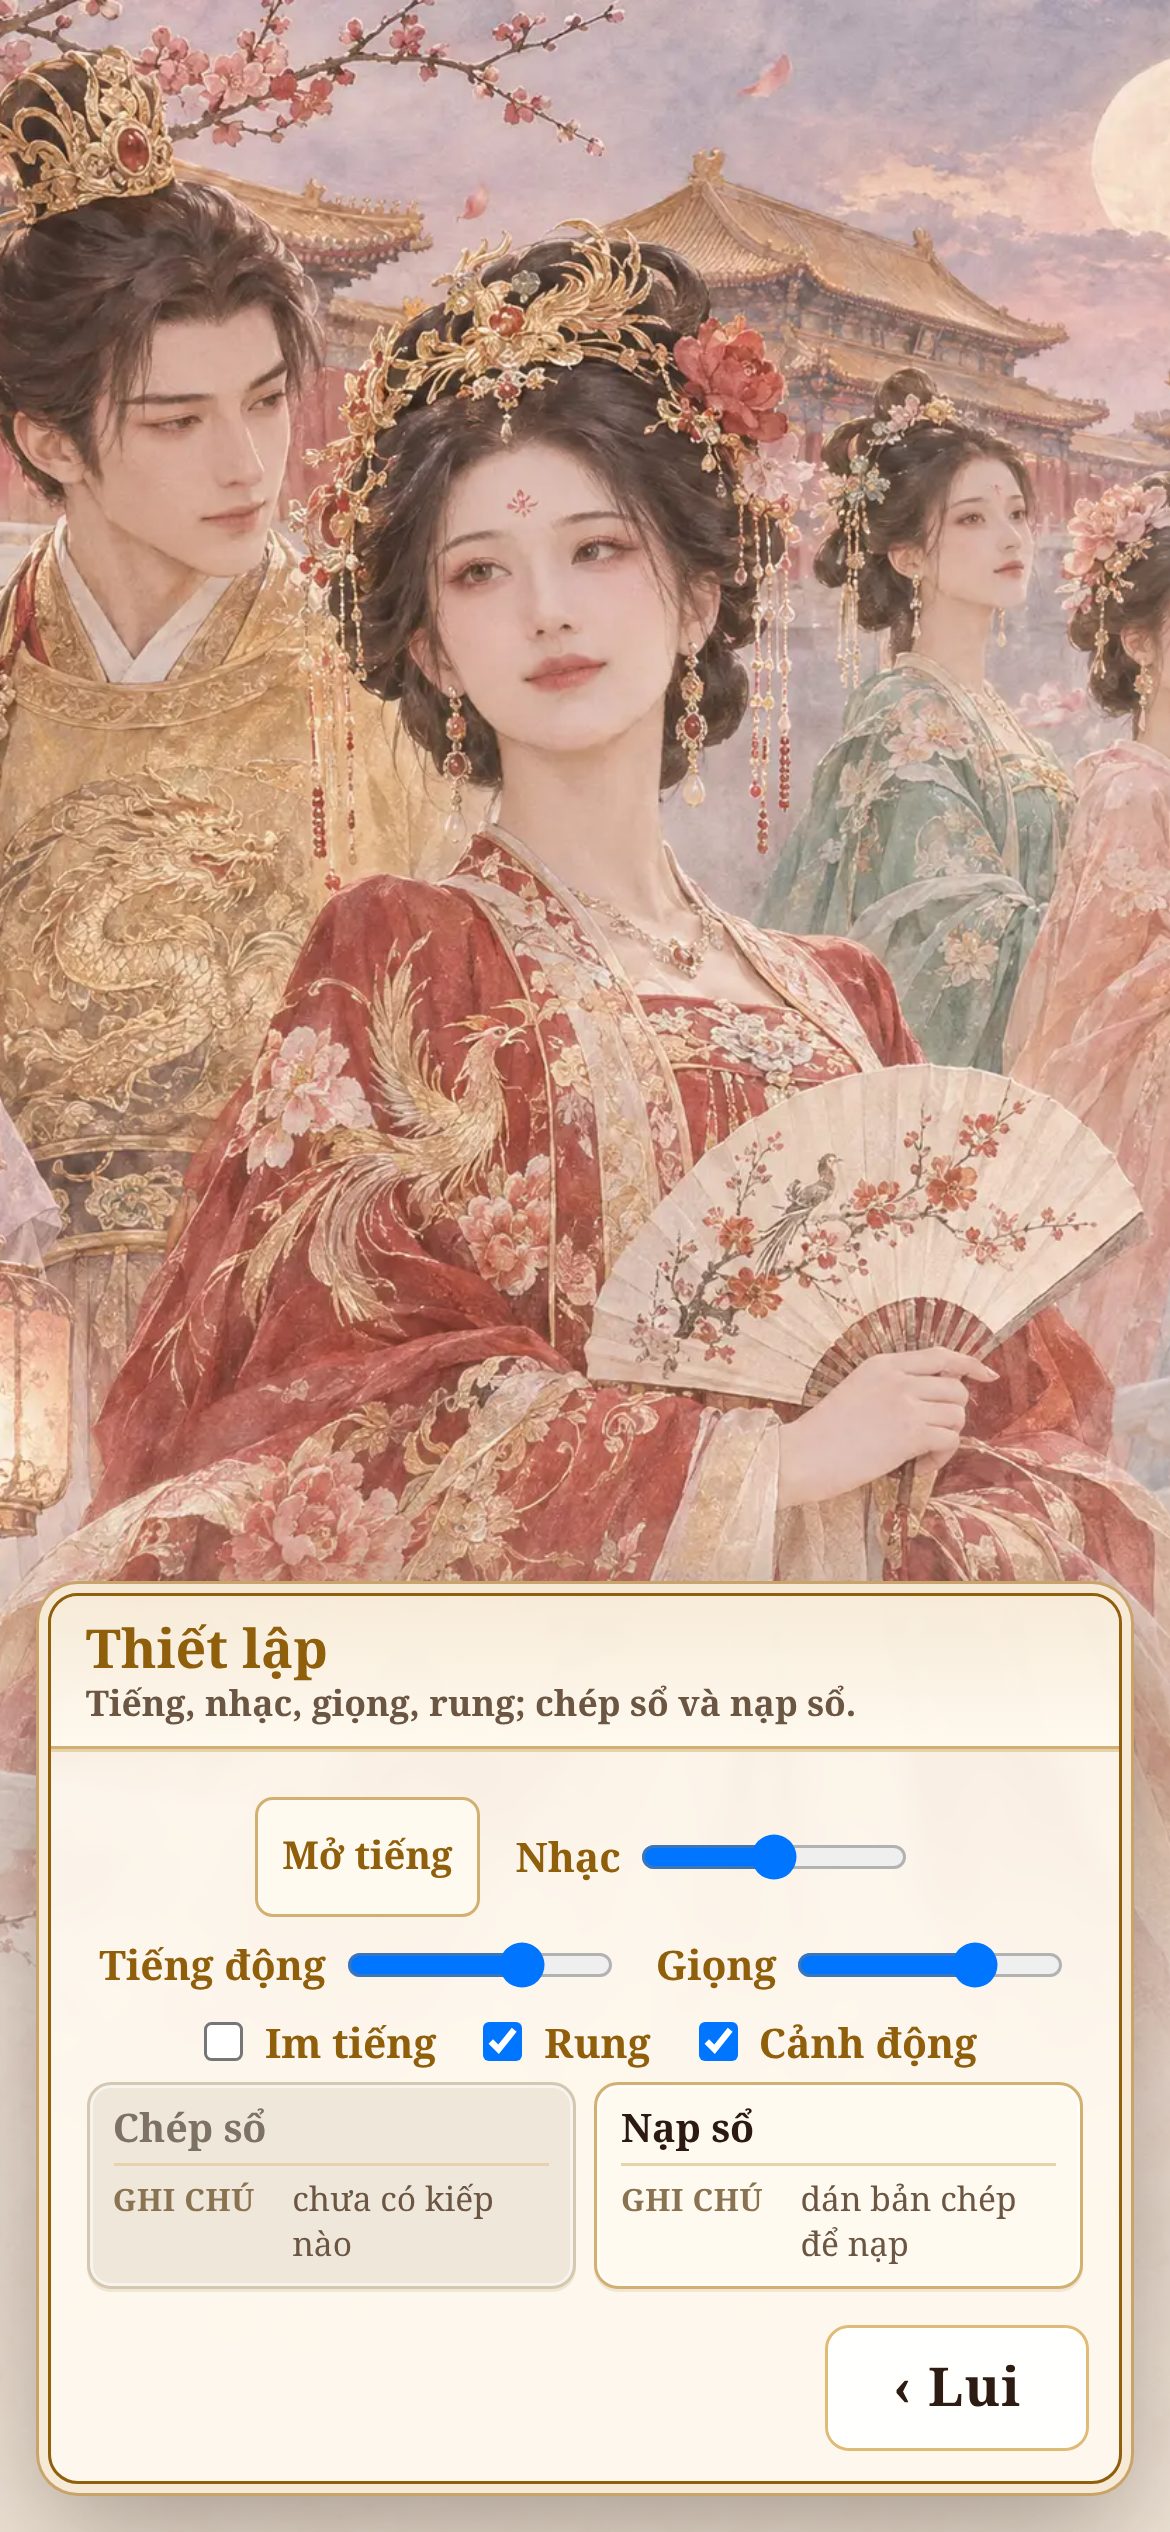 Thiết lập
Tiếng, nhạc, giọng, rung; chép sổ và nạp sổ.
Mở tiếng
Nhạc
Tiếng động
Giọng
Im tiếng
Rung
Cảnh động
Chép sổ
GHI CHÚ chưa có kiếp
nào
Nạp sổ
GHI CHÚ dán bản chép
để nạp
‹ Lui